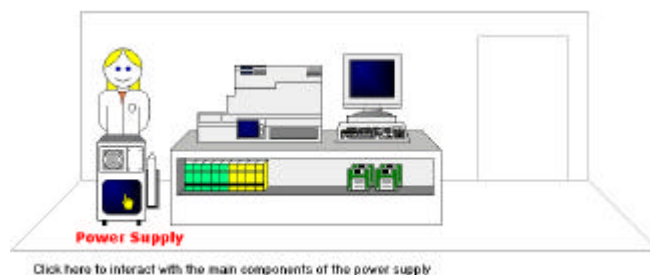 Power Supply
Click here to interact with the main components of the power supply